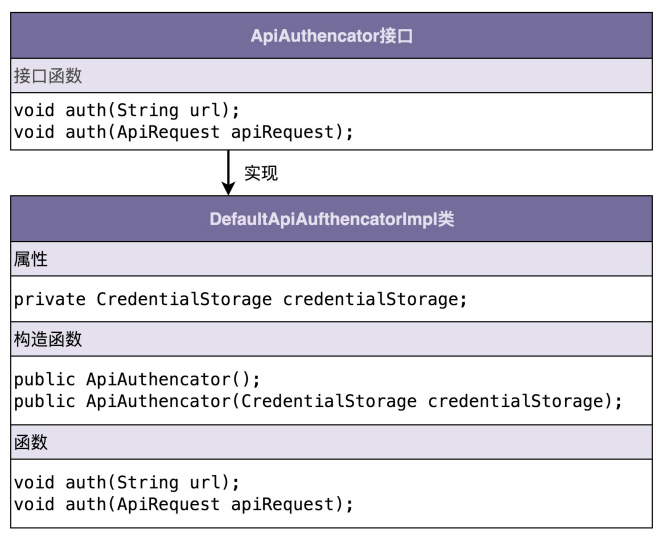 ApiAuthencator接口
接口函数
void auth(String url);
void auth(ApiRequest apiRequest);
实现
DefaultApiAufthencatorImpl类
属性
private CredentialStorage credentialStorage;
构造函数
public ApiAuthencator();
public ApiAuthencator(CredentialStorage credentialStorage);
函数
void auth(String url);
void auth(ApiRequest apiRequest);